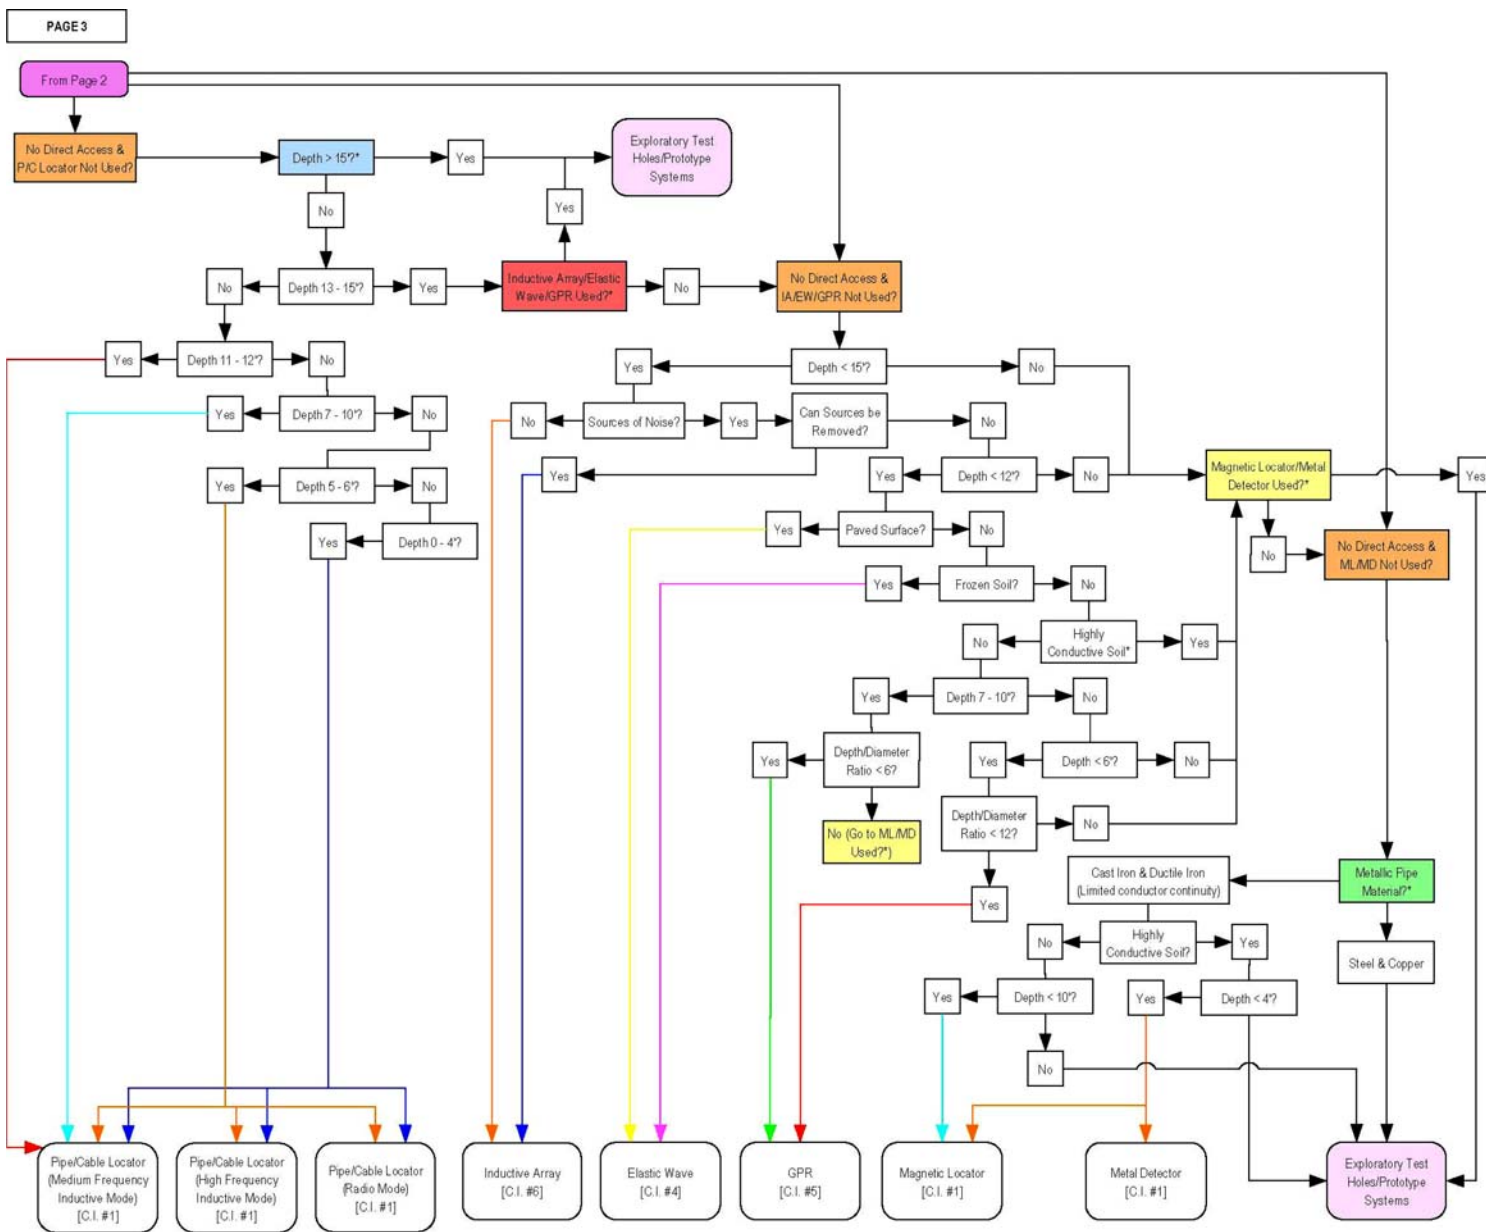 PAGE 3
From Page 2
No Direct Access &
P/C Locator Not Used?
Depth > 15'?*
Yes
Exploratory Test
Holes/Prototype
Systems
No
Yes
No
Depth 13 - 15'?
Yes
Inductive Array/Elastic
Wave/GPR Used?*
No
No Direct Access &
IA/EW/GPR Not Used?
Yes
Depth 11 - 12'?
No
Yes
Depth < 15'?
No
Yes
Depth 7 - 10'?
No
No
Sources of Noise?
Yes
Can Sources be
Removed?
No
Yes
Depth 5 - 6'?
No
Yes
Yes
Depth < 12'?
No
Magnetic Locator/Metal
Detector Used?*
Yes
Yes
Depth 0 - 4'?
Yes
Paved Surface?
No
No
No Direct Access &
ML/MD Not Used?
Yes
Frozen Soil?
No
No
Highly
Conductive Soil*
Yes
Yes
Depth 7 - 10'?
No
Yes
Depth/Diameter
Ratio < 6?
Yes
Depth < 6'?
No
No (Go to ML/MD
Used?*)
Depth/Diameter
Ratio < 12?
No
Yes
Cast Iron & Ductile Iron
(Limited conductor continuity)
Metallic Pipe
Material?*
No
Highly
Conductive Soil?
Yes
Steel & Copper
Yes
Depth < 10'?
Yes
Depth < 4'?
No
Pipe/Cable Locator
(Medium Frequency
Inductive Mode)
[C.I. #1]
Pipe/Cable Locator
(High Frequency
Inductive Mode)
[C.I. #1]
Pipe/Cable Locator
(Radio Mode)
[C.I. #1]
Inductive Array
[C.I. #6]
Elastic Wave
[C.I. #4]
GPR
[C.I. #5]
Magnetic Locator
[C.I. #1]
Metal Detector
[C.I. #1]
Exploratory Test
Holes/Prototype
Systems